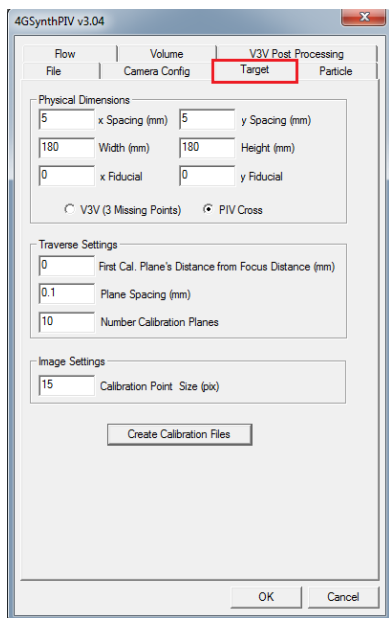 4GSynthPIV v3.04
Flow Volume V3V Post Processing
File Camera Config Target Particle
Physical Dimensions
5 x Spacing (mm) 5 y Spacing (mm)
180 Width (mm) 180 Height (mm)
0 x Fiducial 0 y Fiducial
V3V (3 Missing Points) PIV Cross
Traverse Settings
0 First Cal. Plane's Distance from Focus Distance (mm)
0.1 Plane Spacing (mm)
10 Number Calibration Planes
Image Settings
15 Calibration Point Size (pix)
Create Calibration Files
OK Cancel